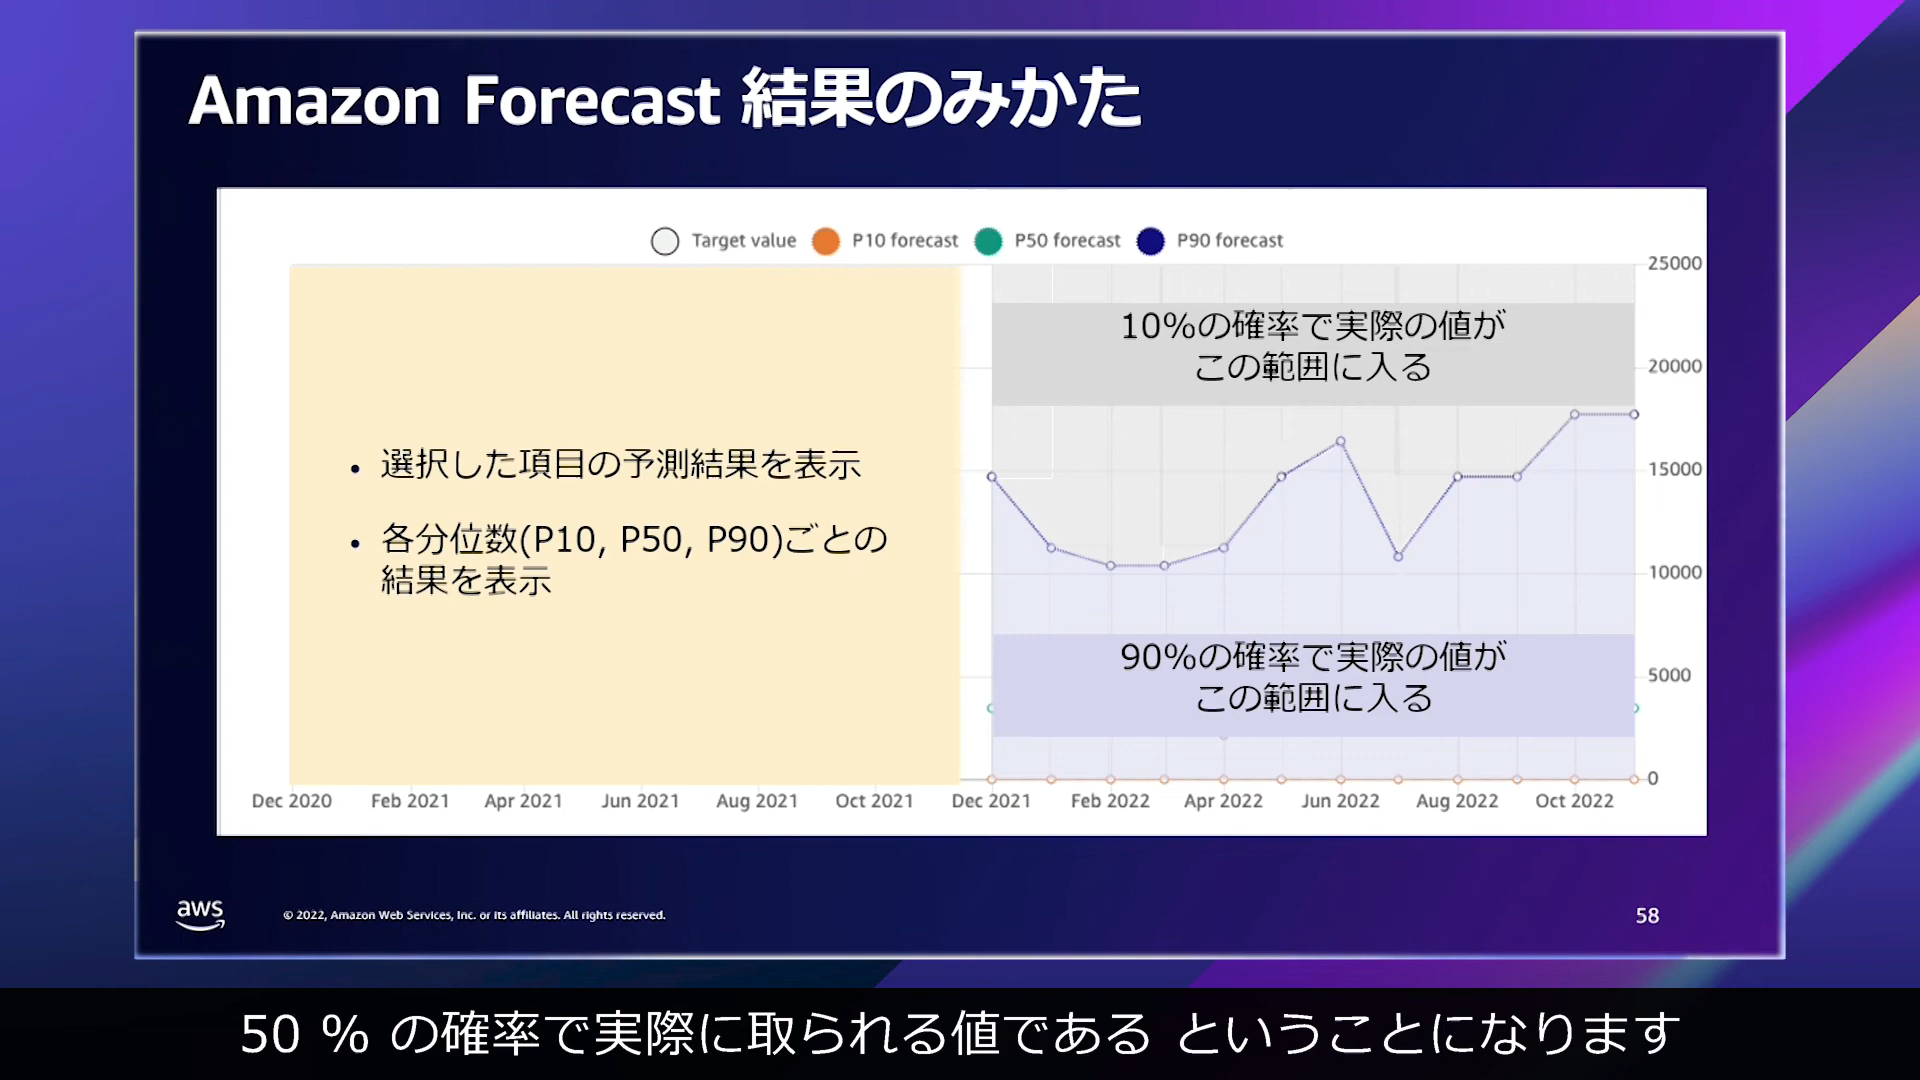 Amazon Forecast 結果のみかた
Target value P10 forecast P50 forecast P90 forecast
25000
20000
15000
10000
5000
0
10%の確率で実際の値が
この範囲に入る
• 選択した項目の予測結果を表示
• 各分位数(P10, P50, P90)ごとの
結果を表示
90%の確率で実際の値が
この範囲に入る
Dec 2020 Feb 2021 Apr 2021 Jun 2021 Aug 2021 Oct 2021 Dec 2021 Feb 2022 Apr 2022 Jun 2022 Aug 2022 Oct 2022
aws
© 2022, Amazon Web Services, Inc. or its affiliates. All rights reserved.
58
50 % の確率で実際に取られる値である ということになります